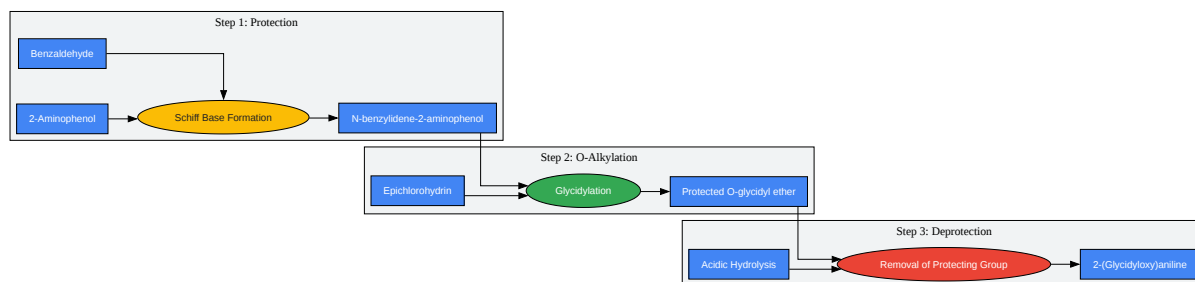 Step 1: Protection
Benzaldehyde
2-Aminophenol
Schiff Base Formation
N-benzylidene-2-aminophenol
Step 2: O-Alkylation
Epichlorohydrin
Glycidylation
Protected O-glycidyl ether
Step 3: Deprotection
Acidic Hydrolysis
Removal of Protecting Group
2-(Glycidyloxy)aniline